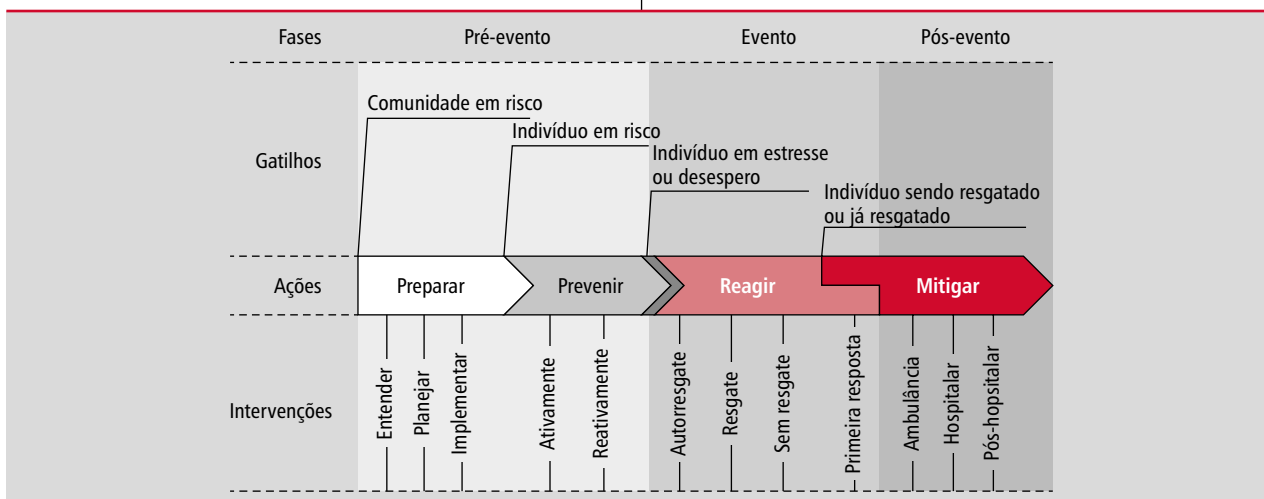 Fases
Pré-evento
Evento
Pós-evento
Gatilhos
Comunidade em risco
Indivíduo em risco
Indivíduo em estresse
ou desespero
Indivíduo sendo resgatado
ou já resgatado
Ações
Preparar
Prevenir
Reagir
Mitigar
Intervenções
Entender
Planejar
Implementar
Ativamente
Reativamente
Autorresgate
Resgate
Sem resgate
Primeira resposta
Ambulância
Hospitalar
Pós-hopsitalar